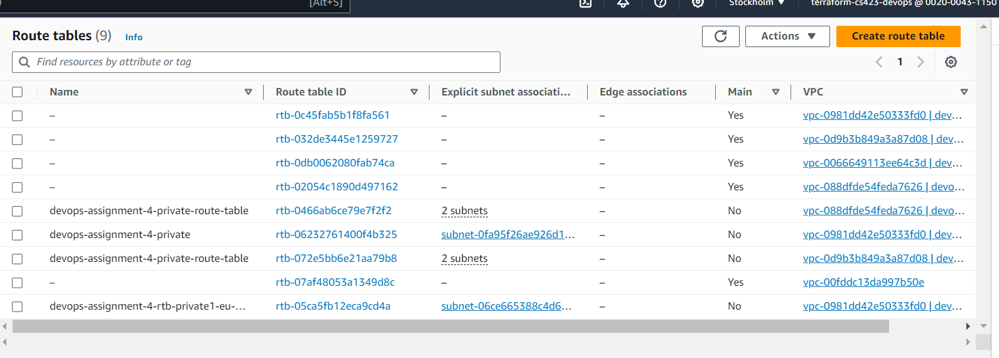 [Alt+S] Stockholm ▼ terraform-cs423-devops @ 0020-0043-1150
Route tables (9) Info Actions ▼ Create route table
Find resources by attribute or tag 1
Name Route table ID Explicit subnet associati... Edge associations Main VPC
– rtb-0c45fab5b1f8fa561 – – Yes vpc-0981dd42e50333fd0 | dev...
– rtb-032de3445e1259727 – – Yes vpc-0d9b3b849a3a87d08 | dev...
– rtb-0db0062080fab74ca – – Yes vpc-0066649113ee64c3d | dev...
– rtb-02054c1890d497162 – – Yes vpc-088dfde54feda7626 | devo...
devops-assignment-4-private-route-table rtb-0466ab6ce79e7f2f2 2 subnets – No vpc-088dfde54feda7626 | devo...
devops-assignment-4-private rtb-06232761400f4b325 subnet-0fa95f26ae926d1... – No vpc-0981dd42e50333fd0 | dev...
devops-assignment-4-private-route-table rtb-072e5bb6e21aa79b8 2 subnets – No vpc-0d9b3b849a3a87d08 | dev...
– rtb-07af48053a1349d8c – – Yes vpc-00fddc13da997b50e
devops-assignment-4-rtb-private1-eu-... rtb-05ca5fb12eca9cd4a subnet-06ce665388c4d6... – No vpc-0981dd42e50333fd0 | dev...